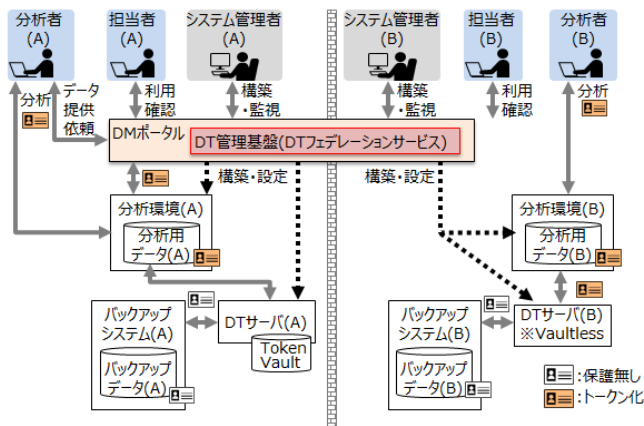 分析者
(A)
担当者
(A)
システム管理者
(A)
システム管理者
(B)
担当者
(B)
分析者
(B)
分析
データ
提供
依頼
利用
確認
構築
・監視
構築
・監視
利用
確認
分析
DMポータル
DT管理基盤(DTフェデレーションサービス)
構築・設定
構築・設定
分析環境(A)
分析用
データ(A)
分析環境(B)
分析用
データ(B)
バックアップ
システム(A)
バックアップ
データ(A)
DTサーバ(A)
Token
Vault
バックアップ
システム(B)
バックアップ
データ(B)
DTサーバ(B)
※Vaultless
:保護無し
:トークン化